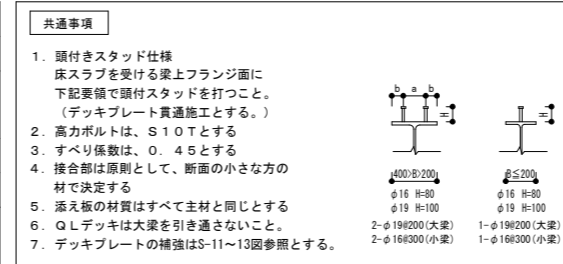 共通事項
1. 頭付きスタッド仕様
床スラブを受ける梁上フランジ面に
下記要領で頭付スタッドを打つこと。
（デッキプレート貫通施工とする。）
2. 高力ボルトは、S10Tとする
3. すべり係数は、0.45とする
4. 接合部は原則として、断面の小さな方の
材で決定する
5. 添え板の材質はすべて主材と同じとする
6. QLデッキは大梁を引き通さないこと。
7. デッキプレートの補強はS-11〜13図参照とする。
b a b
H
H
400>B>200
B≦200
φ16 H=80
φ16 H=80
φ19 H=100
φ19 H=100
2-φ19@200(大梁)
1-φ19@200(大梁)
2-φ16@300(小梁)
1-φ16@300(小梁)